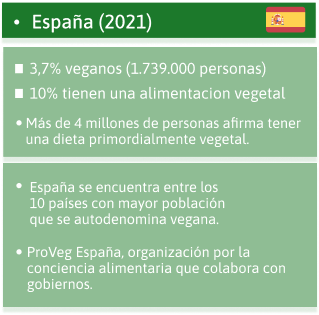 • España (2021)
■ 3,7% veganos (1.739.000 personas)
■ 10% tienen una alimentacion vegetal
• Más de 4 millones de personas afirma tener
una dieta primordialmente vegetal.
• España se encuentra entre los
10 países con mayor población
que se autodenomina vegana.
• ProVeg España, organización por la
conciencia alimentaria que colabora con
gobiernos.